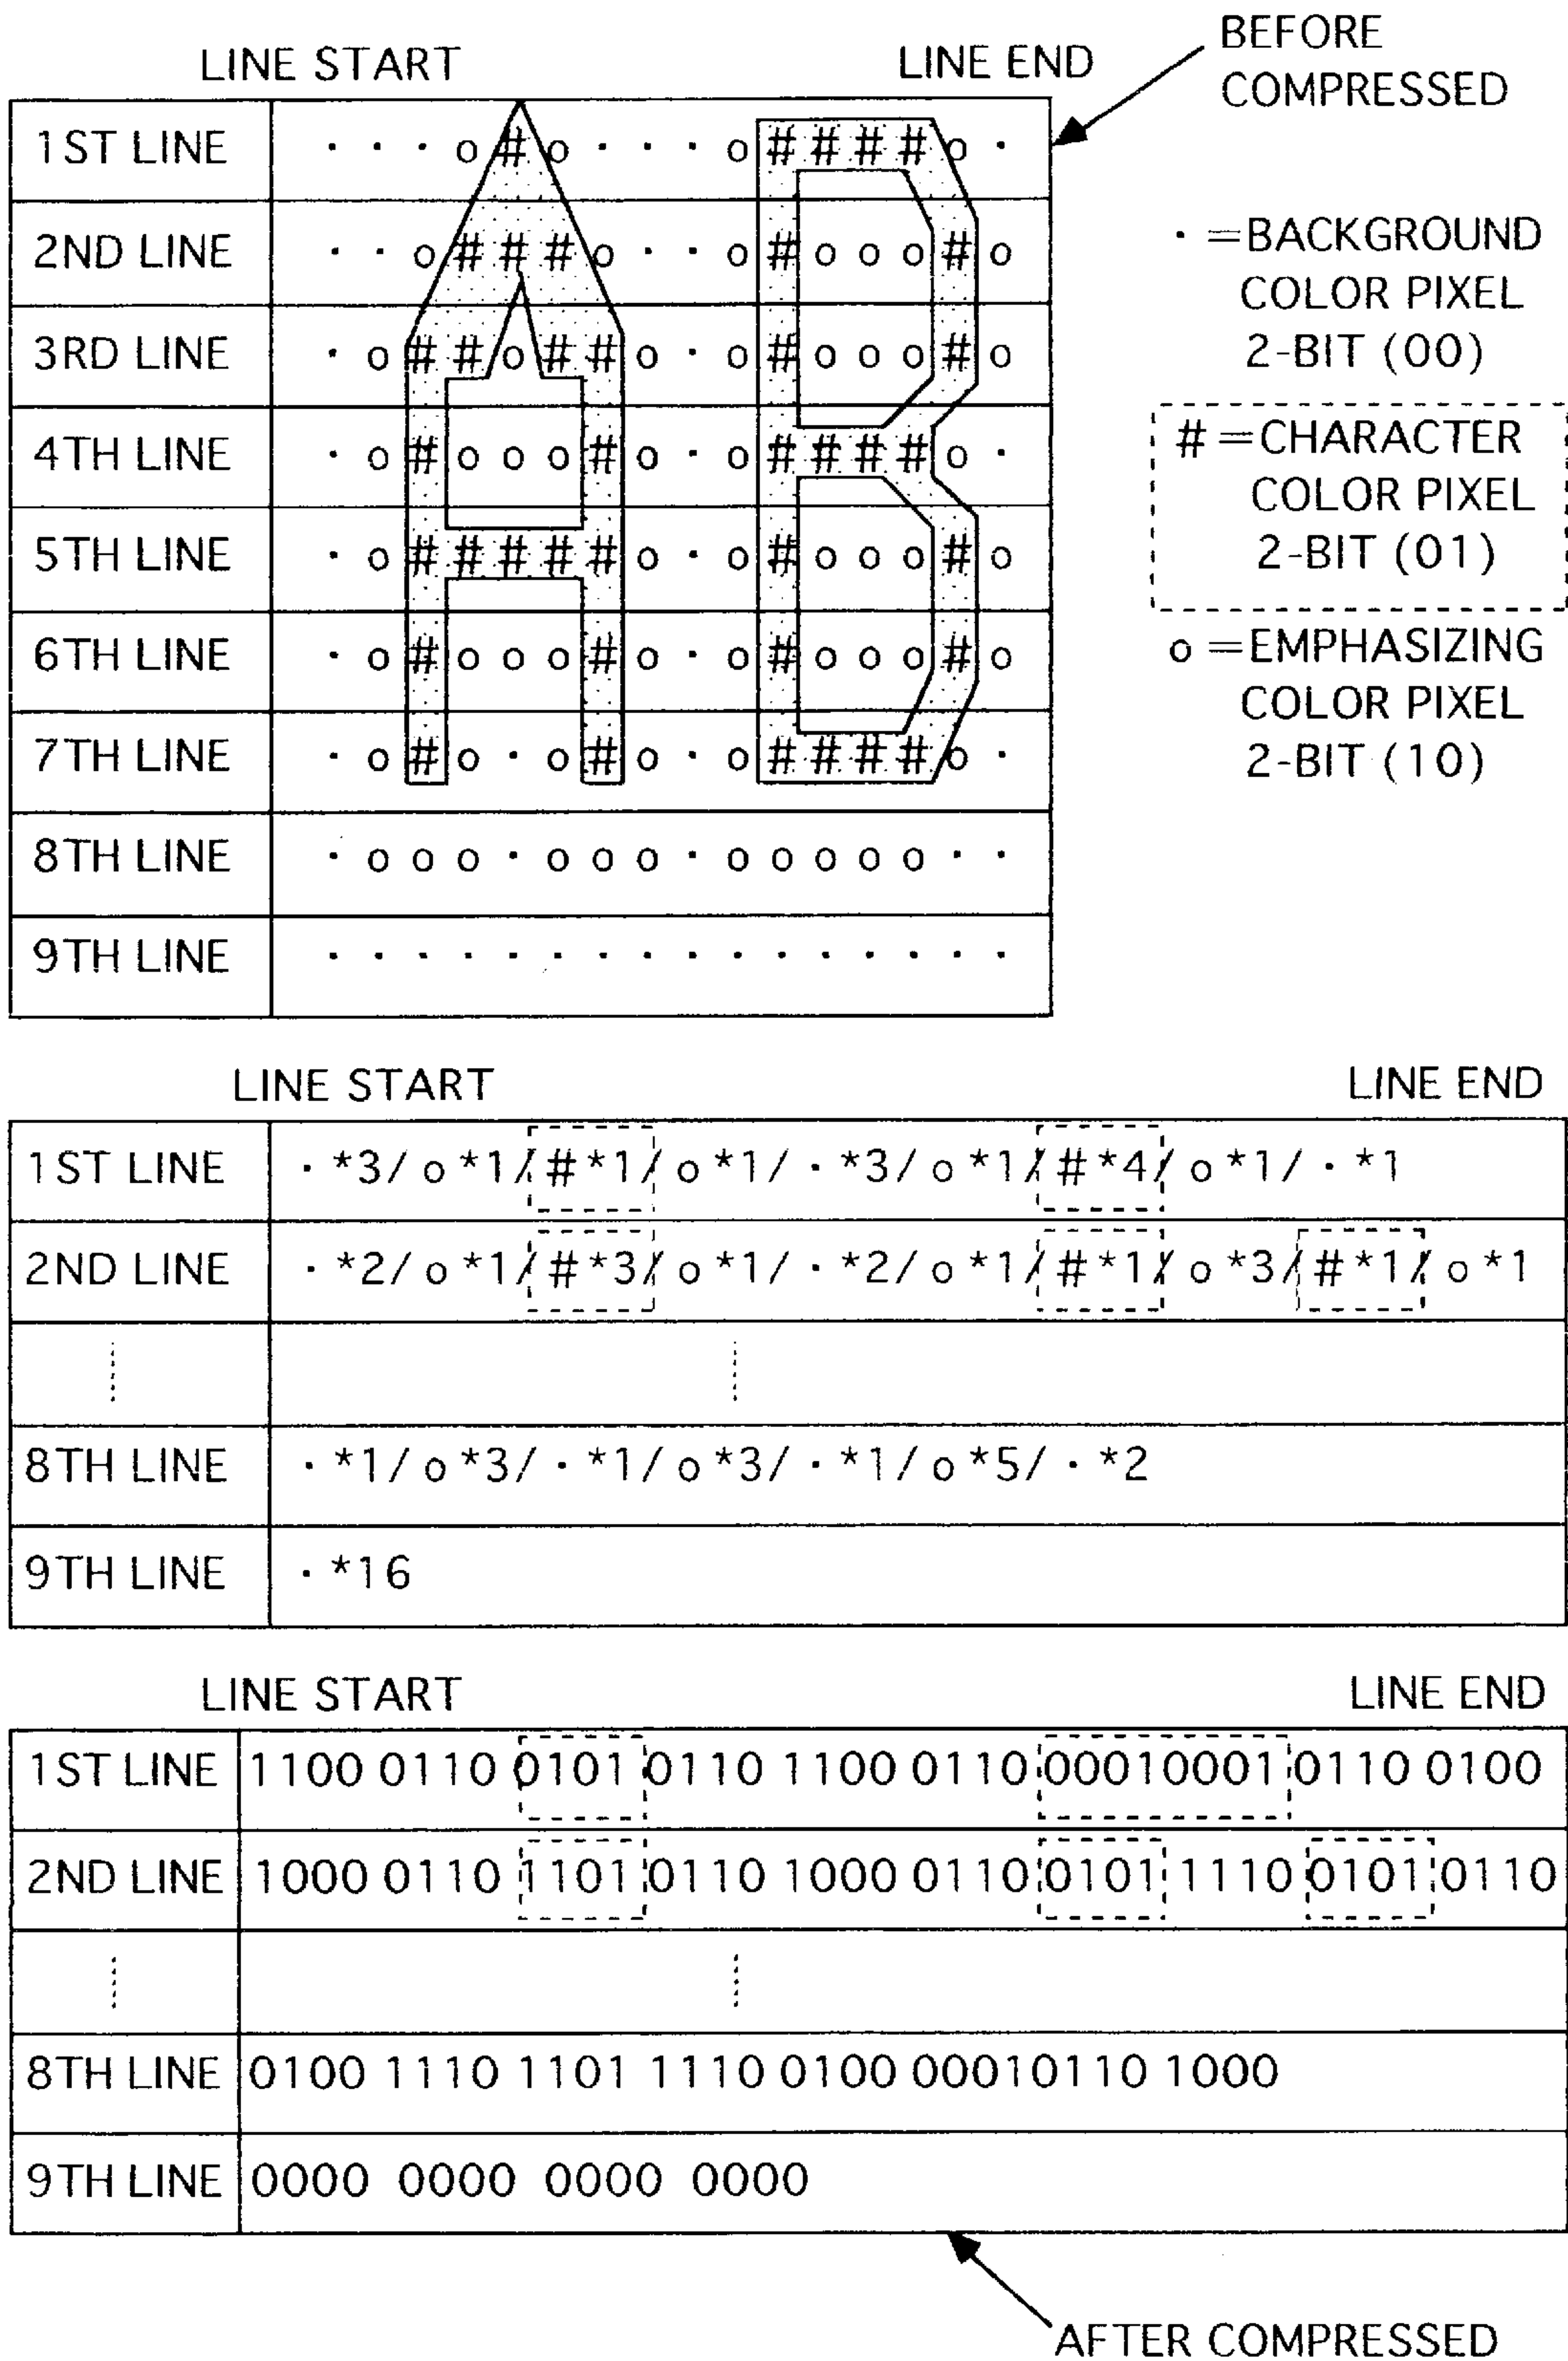 LINE START LINE END BEFORE COMPRESSED
1ST LINE · · · o # o · · · o # # # # o ·
2ND LINE · · o # # # o · · o # o o o # o
3RD LINE · o # # o # # o · o # o o o # o
4TH LINE · o # o o o # o · o # # # # o ·
5TH LINE · o # # # # # o · o # o o o # o
6TH LINE · o # o o o # o · o # o o o # o
7TH LINE · o # o · o # o · o # # # # o ·
8TH LINE · o o o · o o o · o o o o o · ·
9TH LINE · · · · · · · · · · · · · · · ·
· =BACKGROUND
COLOR PIXEL
2-BIT (00)
# =CHARACTER
COLOR PIXEL
2-BIT (01)
o =EMPHASIZING
COLOR PIXEL
2-BIT (10)
LINE START LINE END
1ST LINE · *3/ o *1/ # *1/ o *1/ · *3/ o *1/ # *4/ o *1/ · *1
2ND LINE · *2/ o *1/ # *3/ o *1/ · *2/ o *1/ # *1/ o *3/ # *1/ o *1
8TH LINE · *1/ o *3/ · *1/ o *3/ · *1/ o *5/ · *2
9TH LINE · *16
LINE START LINE END
1ST LINE 1100 0110 0101 0110 1100 0110 00010001 0110 0100
2ND LINE 1000 0110 1101 0110 1000 0110 0101 1110 0101 0110
8TH LINE 0100 1110 1101 1110 0100 00010110 1000
9TH LINE 0000 0000 0000 0000
AFTER COMPRESSED